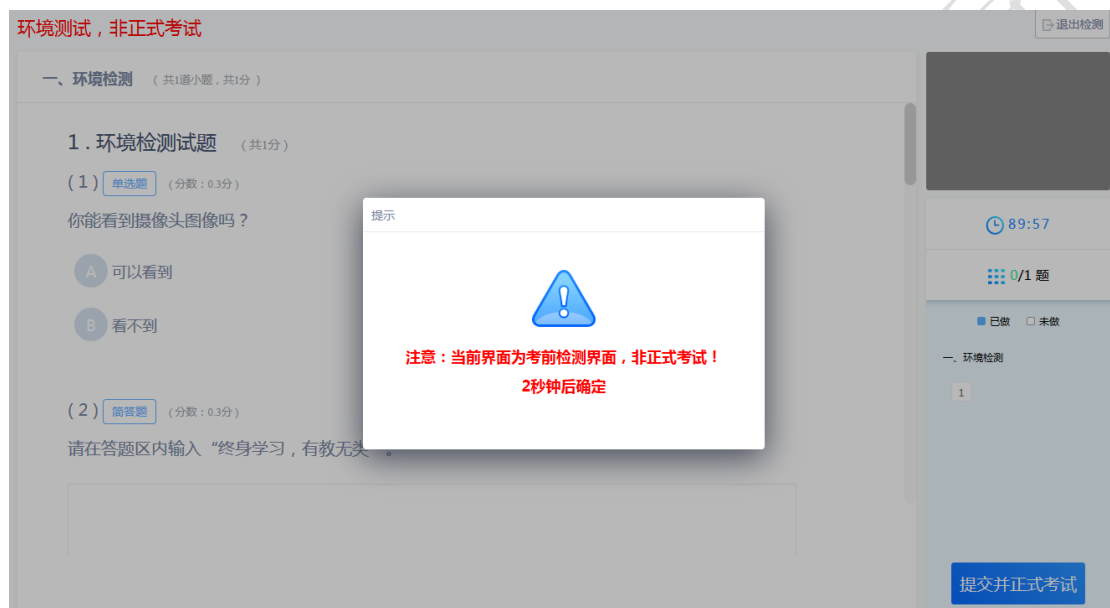 环境测试，非正式考试
退出检测
一、环境检测 （ 共1道小题 , 共1分 ）
1 . 环境检测试题 （ 共1分 ）
( 1 ) 单选题 （ 分数 : 0.3分 ）
你能看到摄像头图像吗？
A 可以看到
B 看不到
( 2 ) 简答题 （ 分数 : 0.3分 ）
请在答题区内输入“终身学习，有教无类”。
提示
注意：当前界面为考前检测界面，非正式考试！
2秒钟后确定
89:57
0/1 题
已做 未做
一、环境检测
1
提交并正式考试